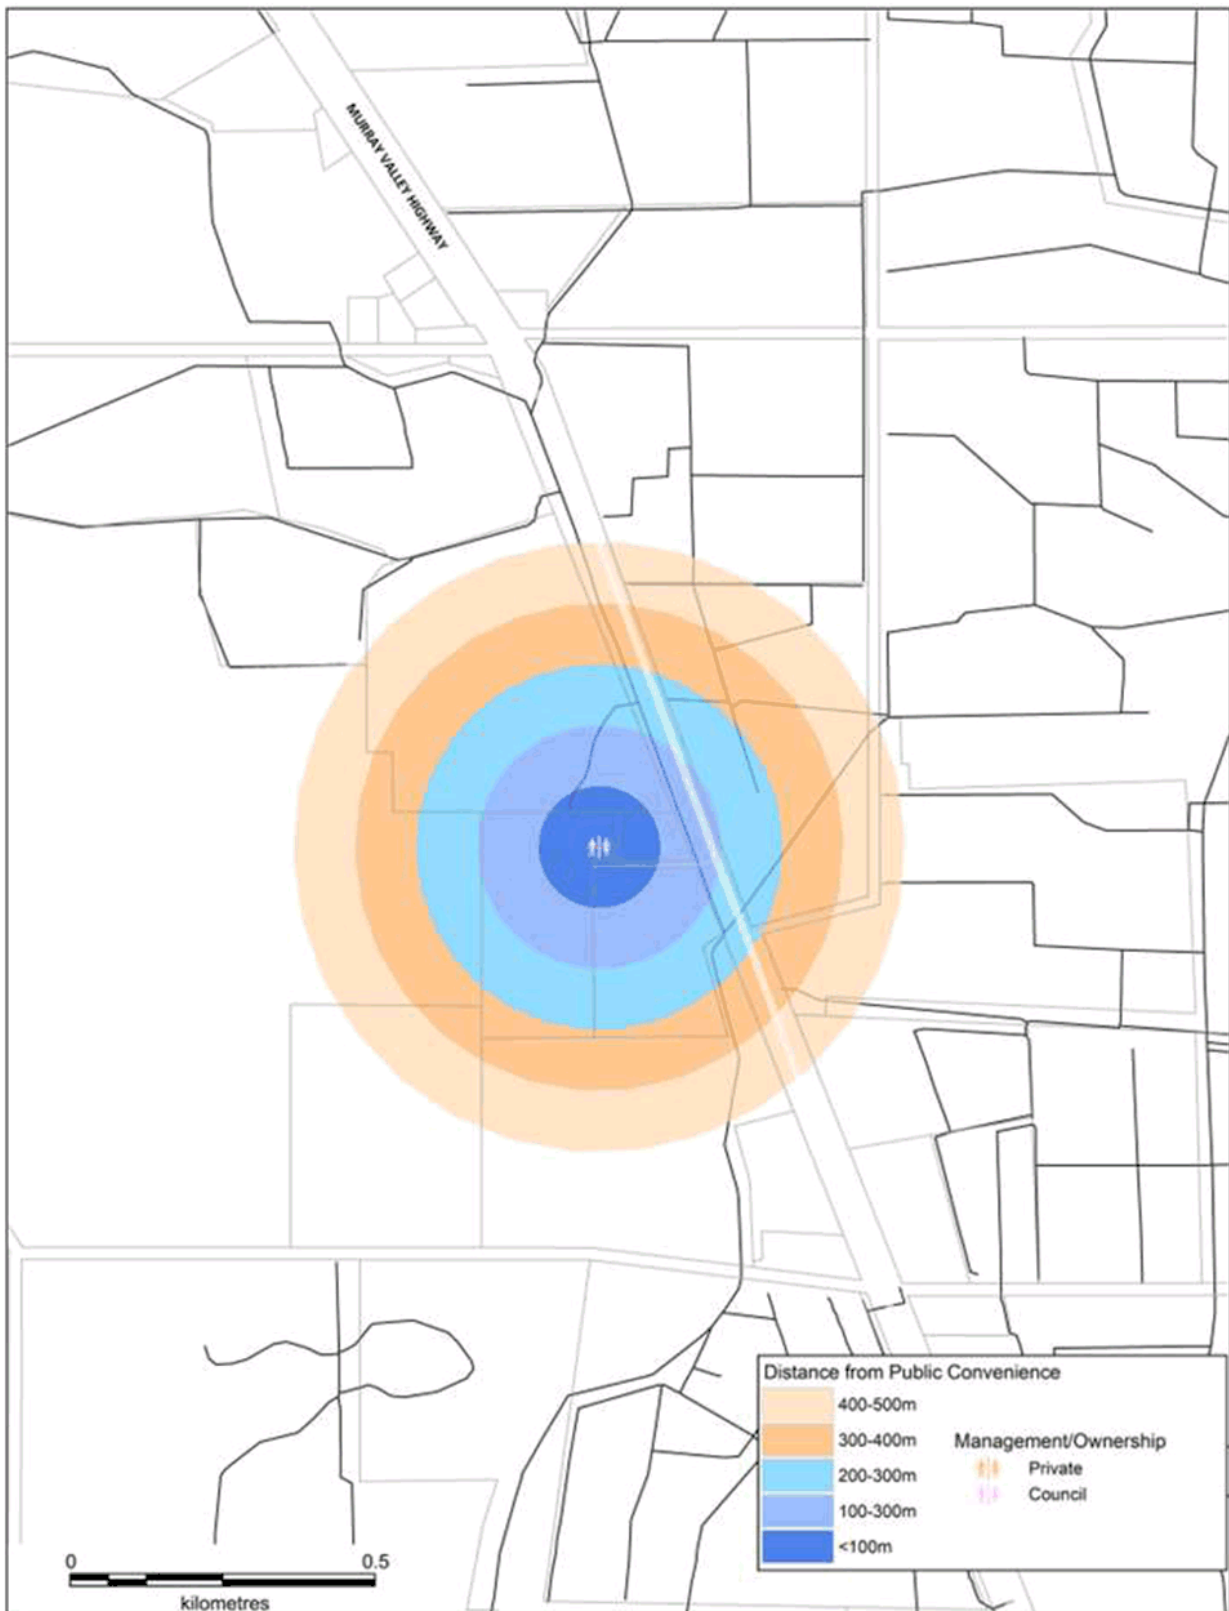 MURRAY VALLEY HIGHWAY
Distance from Public Convenience
400-500m
300-400m
200-300m
100-300m
<100m
Management/Ownership
Private
Council
0 0.5
kilometres